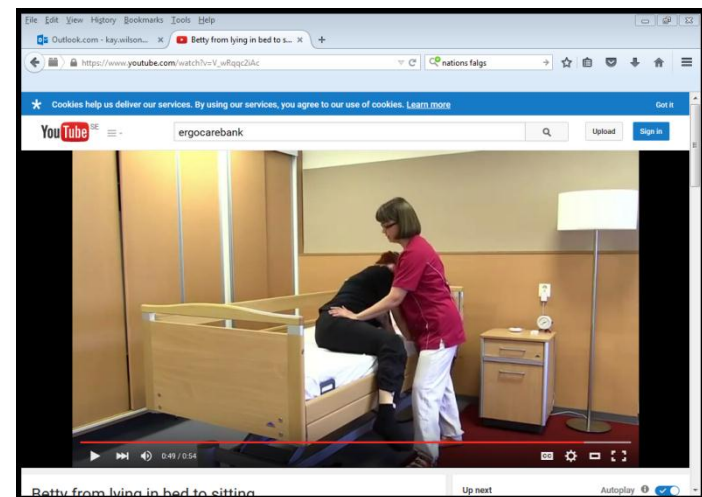 File Edit View History Bookmarks Tools Help
Outlook.com - kay.wilson... × Betty from lying in bed to s... × +
https://www.youtube.com/watch?v=V_wRqqc2iAc nations falgs
Cookies help us deliver our services. By using our services, you agree to our use of cookies. Learn more Got it
YouTube SE ergocarebank Upload Sign in
0:49 / 0:54 CC
Betty from lying in bed to sitting
Up next Autoplay